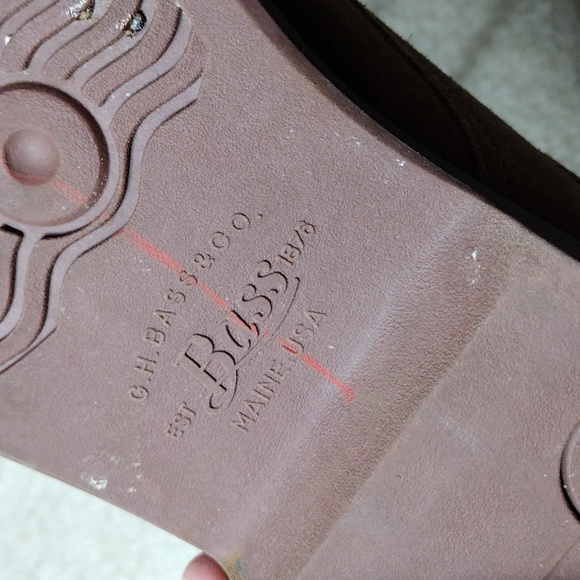 G.H.BASS&CO.
EST Bass 1876
MAINE, USA